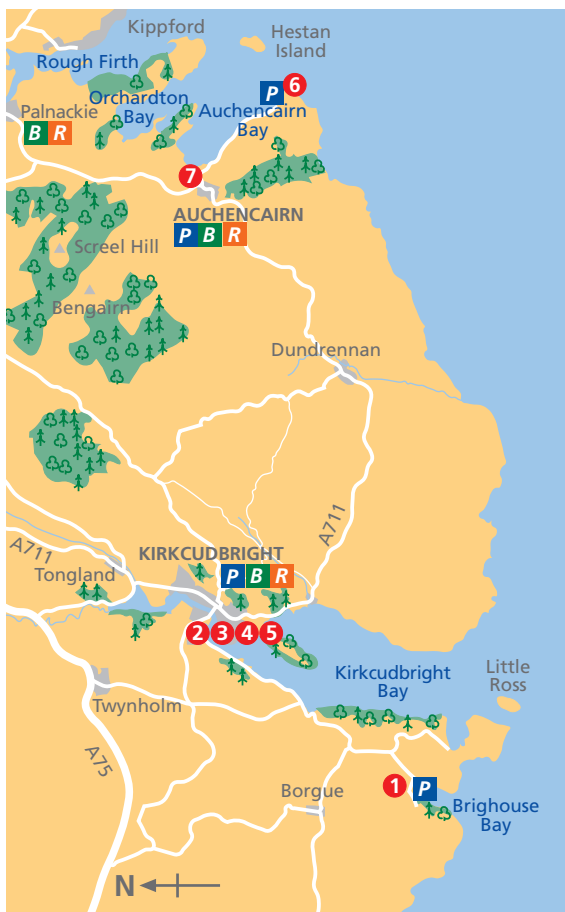 Kippford
Hestan
Island
Rough Firth
P 6
Orchardton
Bay
Auchencairn
Bay
Palnackie
B R
7
AUCHENCAIRN
P B R
Screel Hill
Bengairn
Dundrennan
A711
A711
KIRKCUDBRIGHT
P B R
Tongland
2 3 4 5
Kirkcudbright
Bay
Little
Ross
Twynholm
A75
1 P
Borgue
Brighouse
Bay
N